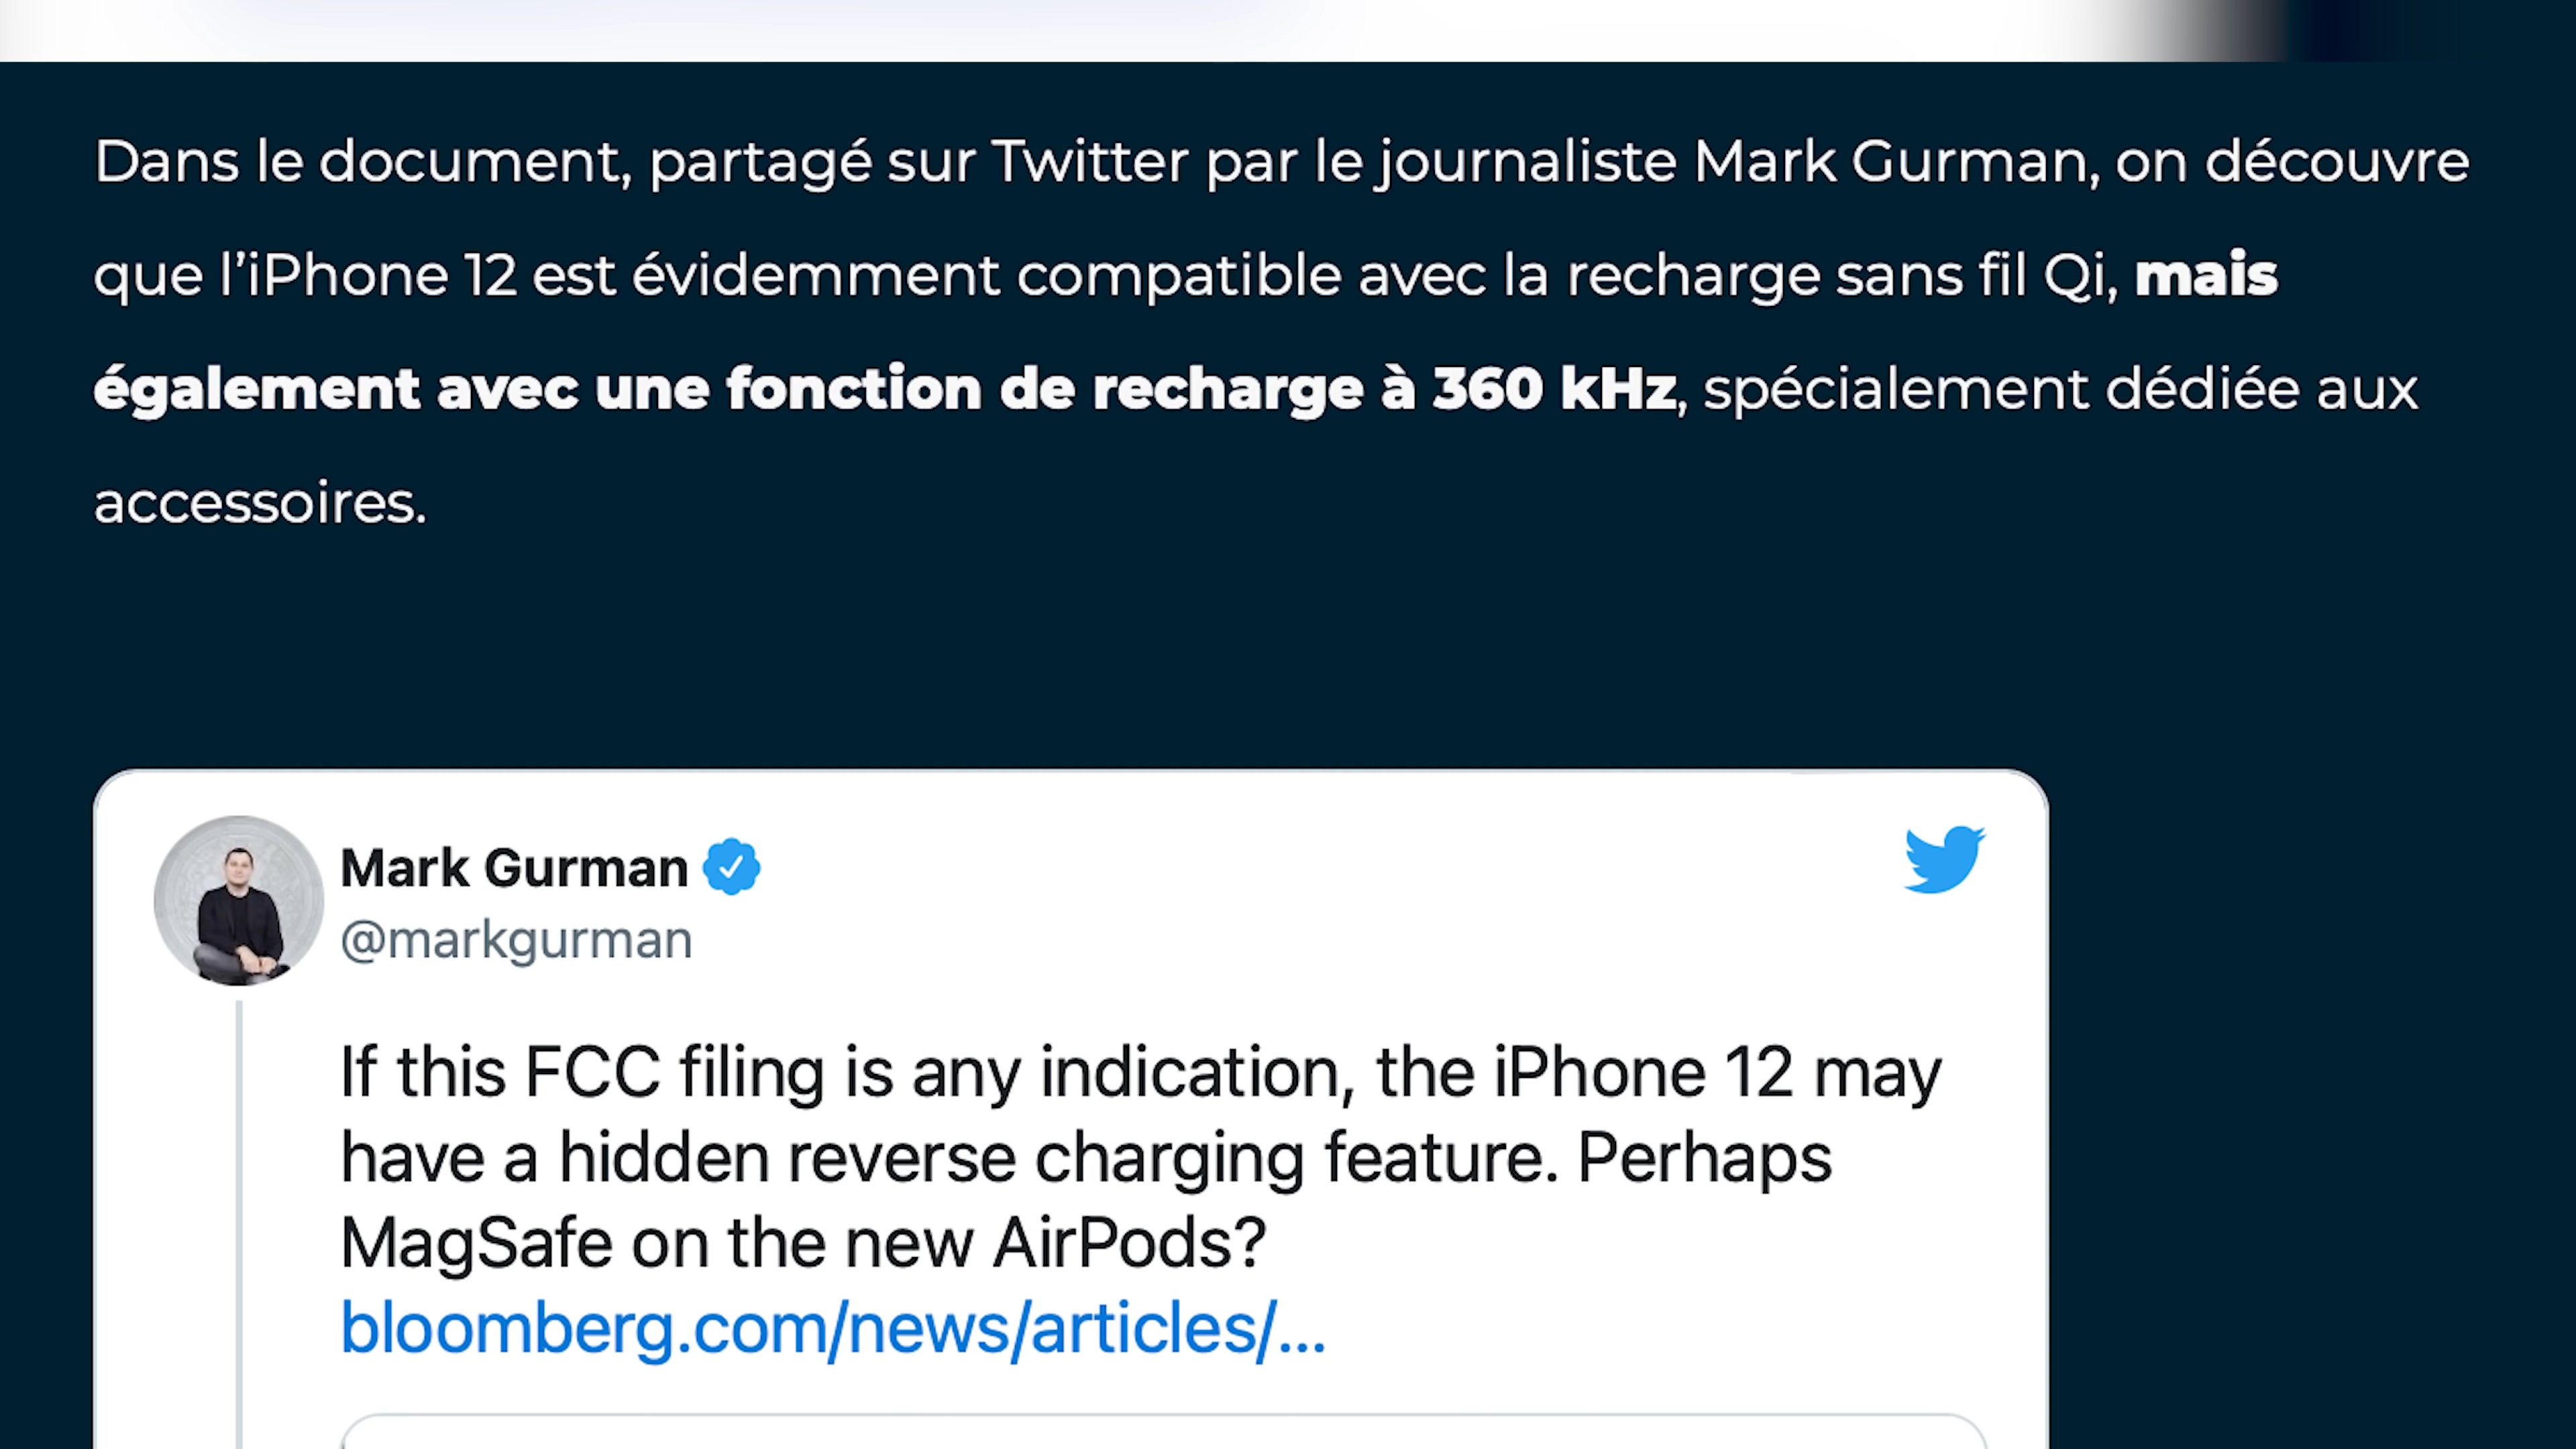 Dans le document, partagé sur Twitter par le journaliste Mark Gurman, on découvre
que l’iPhone 12 est évidemment compatible avec la recharge sans fil Qi, mais
également avec une fonction de recharge à 360 kHz, spécialement dédiée aux
accessoires.
Mark Gurman
@markgurman
If this FCC filing is any indication, the iPhone 12 may
have a hidden reverse charging feature. Perhaps
MagSafe on the new AirPods?
bloomberg.com/news/articles/...